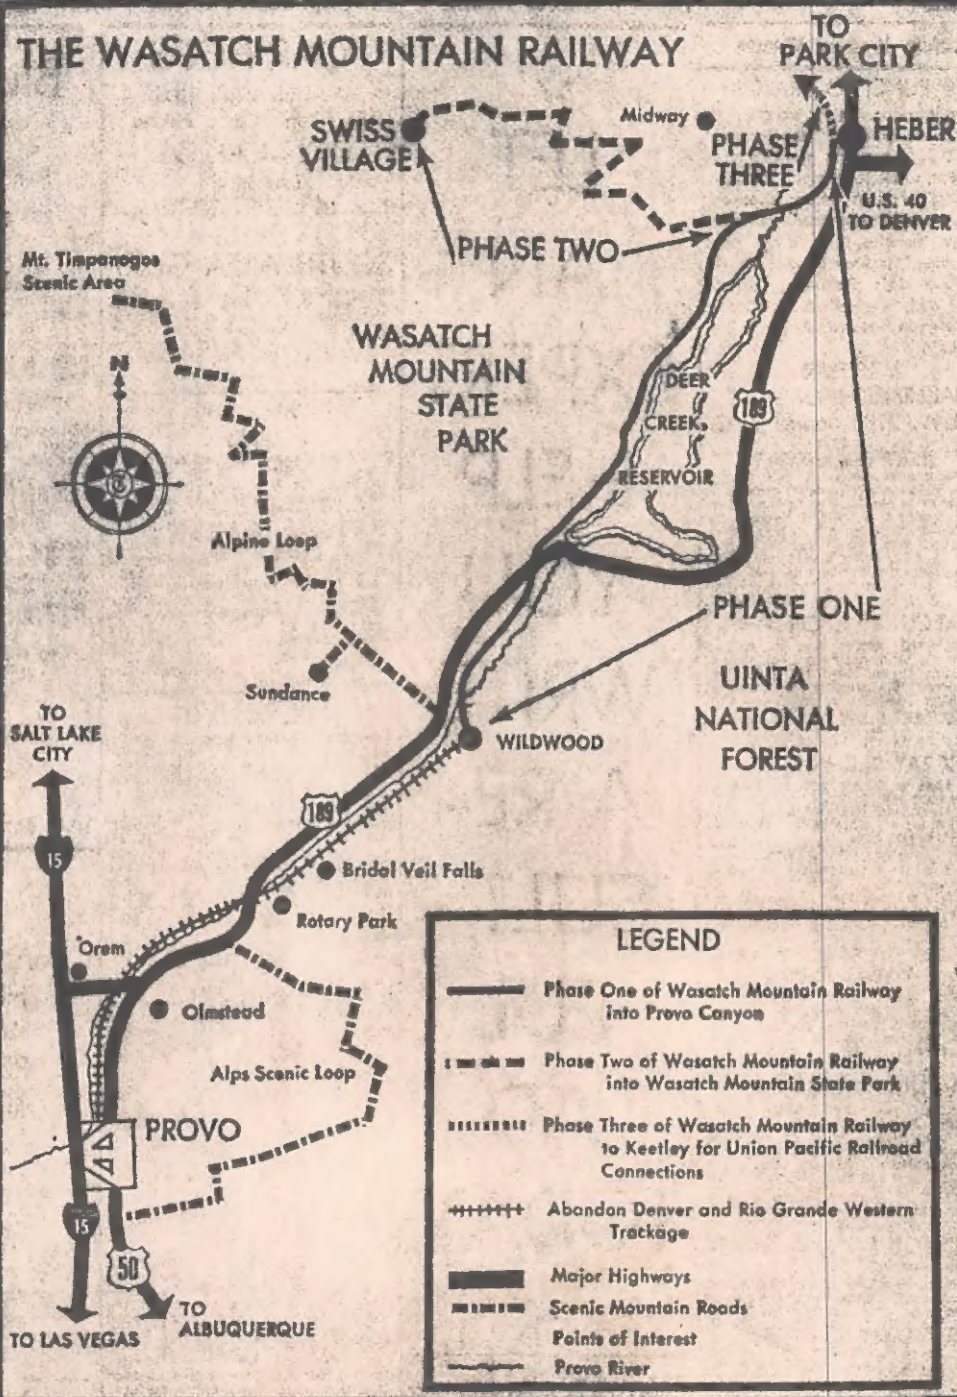 THE WASATCH MOUNTAIN RAILWAY
TO
PARK CITY
SWISS
VILLAGE
Midway
PHASE
THREE
HEBER
U.S. 40
TO DENVER
PHASE TWO
Mt. Timpanogos
Scenic Area
N
WASATCH
MOUNTAIN
STATE
PARK
DEER
CREEK
RESERVOIR
189
Alpine Loop
PHASE ONE
Sundance
UINTA
NATIONAL
FOREST
TO
SALT LAKE
CITY
WILDWOOD
189
15
Bridal Veil Falls
Rotary Park
Orem
Olmstead
Alps Scenic Loop
PROVO
15
50
TO LAS VEGAS
TO
ALBUQUERQUE
LEGEND
Phase One of Wasatch Mountain Railway
into Provo Canyon
Phase Two of Wasatch Mountain Railway
into Wasatch Mountain State Park
Phase Three of Wasatch Mountain Railway
to Keetley for Union Pacific Railroad
Connections
Abandon Denver and Rio Grande Western
Trackage
Major Highways
Scenic Mountain Roads
Points of Interest
Provo River